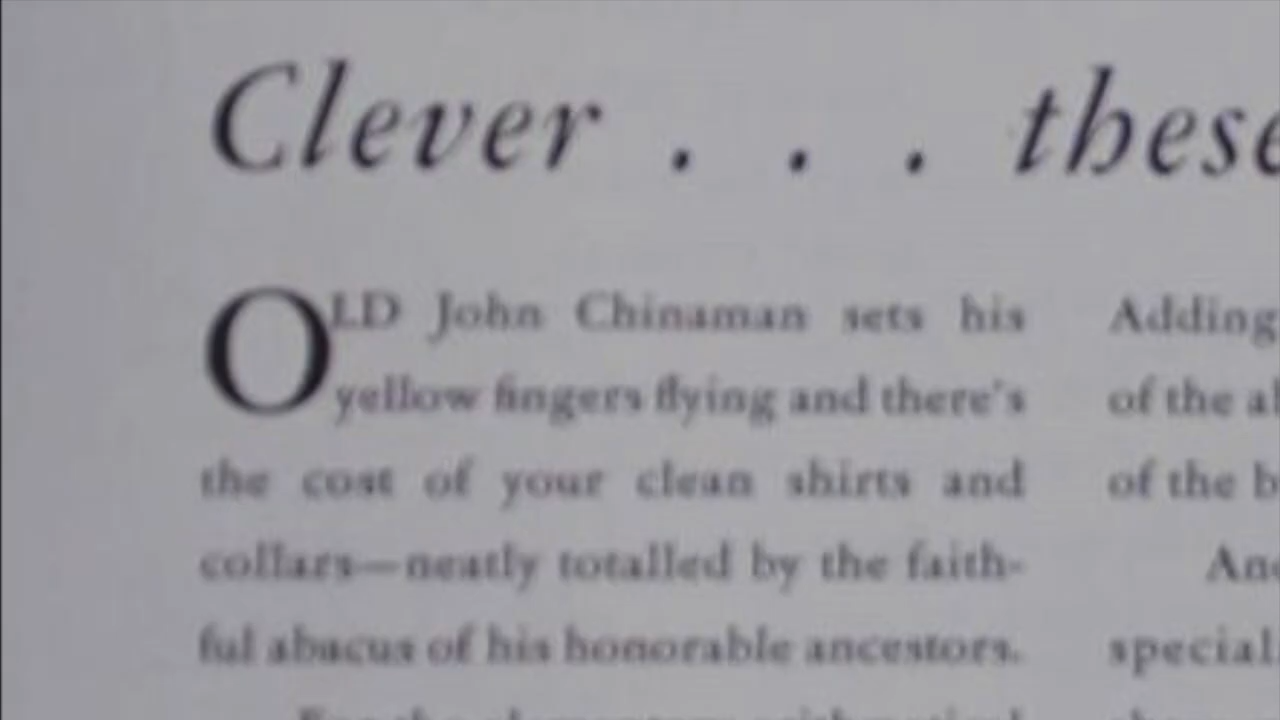 Clever . . . these
OLD John Chinaman sets his
yellow fingers flying and there's
the cost of your clean shirts and
collars—neatly totalled by the faith-
ful abacus of his honorable ancestors.
Adding
of the
of the
special